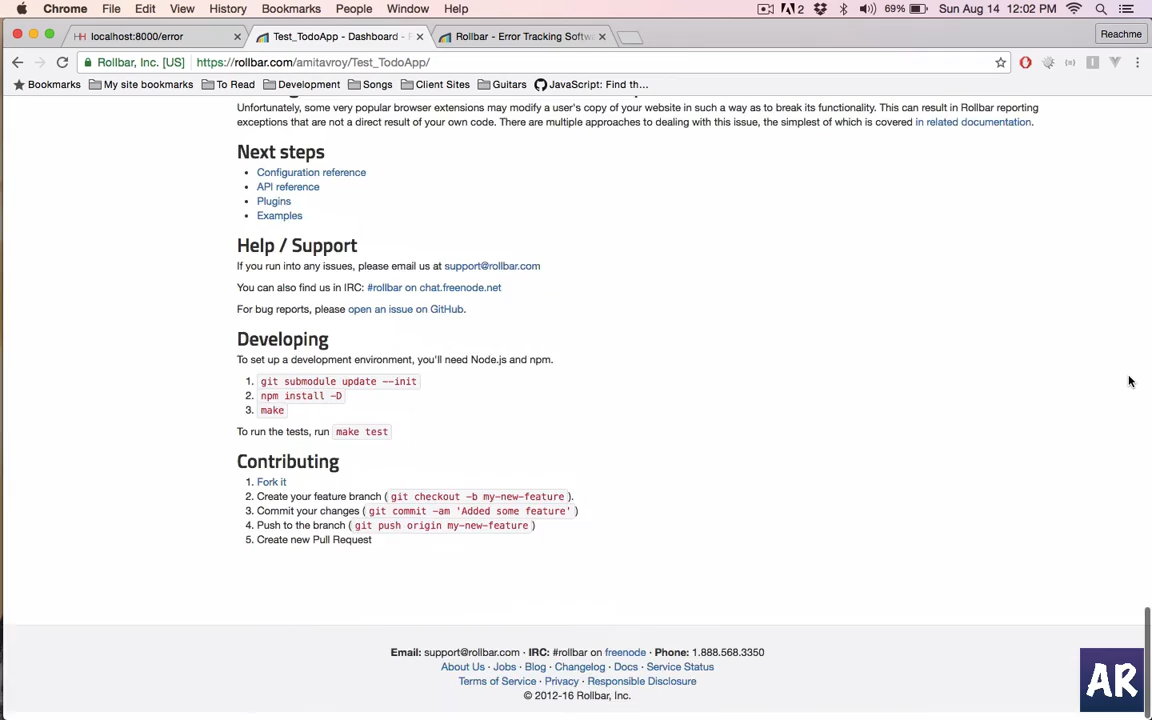 Chrome File Edit View History Bookmarks People Window Help 2 69% Sun Aug 14 12:02 PM
localhost:8000/error Test_TodoApp - Dashboard - Rollbar - Error Tracking Softw Reachme
Rollbar, Inc. [US] https://rollbar.com/amitavroy/Test_TodoApp/
Bookmarks My site bookmarks To Read Development Songs Client Sites Guitars JavaScript: Find th...
Unfortunately, some very popular browser extensions may modify a user's copy of your website in such a way as to break its functionality. This can result in Rollbar reporting
exceptions that are not a direct result of your own code. There are multiple approaches to dealing with this issue, the simplest of which is covered in related documentation.
Next steps
• Configuration reference
• API reference
• Plugins
• Examples
Help / Support
If you run into any issues, please email us at support@rollbar.com
You can also find us in IRC: #rollbar on chat.freenode.net
For bug reports, please open an issue on GitHub.
Developing
To set up a development environment, you'll need Node.js and npm.
1. git submodule update --init
2. npm install -D
3. make
To run the tests, run make test
Contributing
1. Fork it
2. Create your feature branch ( git checkout -b my-new-feature ).
3. Commit your changes ( git commit -am 'Added some feature' )
4. Push to the branch ( git push origin my-new-feature )
5. Create new Pull Request
Email: support@rollbar.com · IRC: #rollbar on freenode · Phone: 1.888.568.3350
About Us · Jobs · Blog · Changelog · Docs · Service Status
Terms of Service · Privacy · Responsible Disclosure
© 2012-16 Rollbar, Inc.
AR